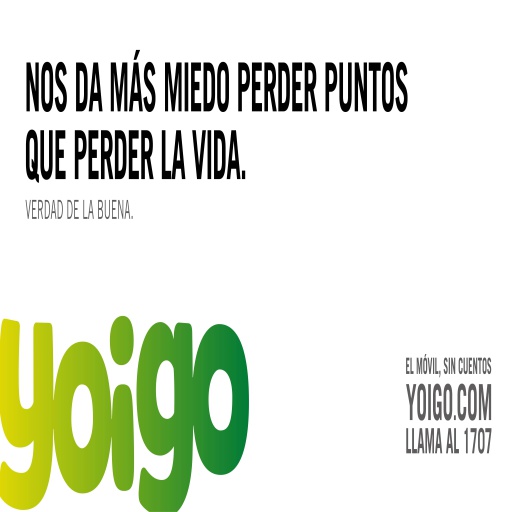 NOS DA MÁS MIEDO PERDER PUNTOS
QUE PERDER LA VIDA.
VERDAD DE LA BUENA.
yoigo
EL MÓVIL, SIN CUENTOS
YOIGO.COM
LLAMA AL 1707